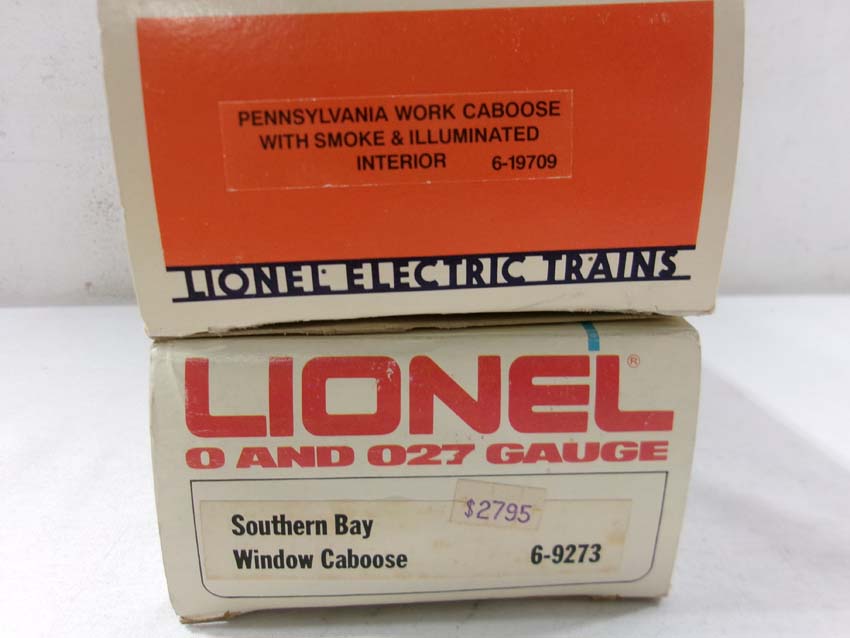 PENNSYLVANIA WORK CABOOSE
WITH SMOKE & ILLUMINATED
INTERIOR 6-19709
LIONEL ELECTRIC TRAINS
LIONEL®
O AND O27 GAUGE
$2795
Southern Bay
Window Caboose 6-9273